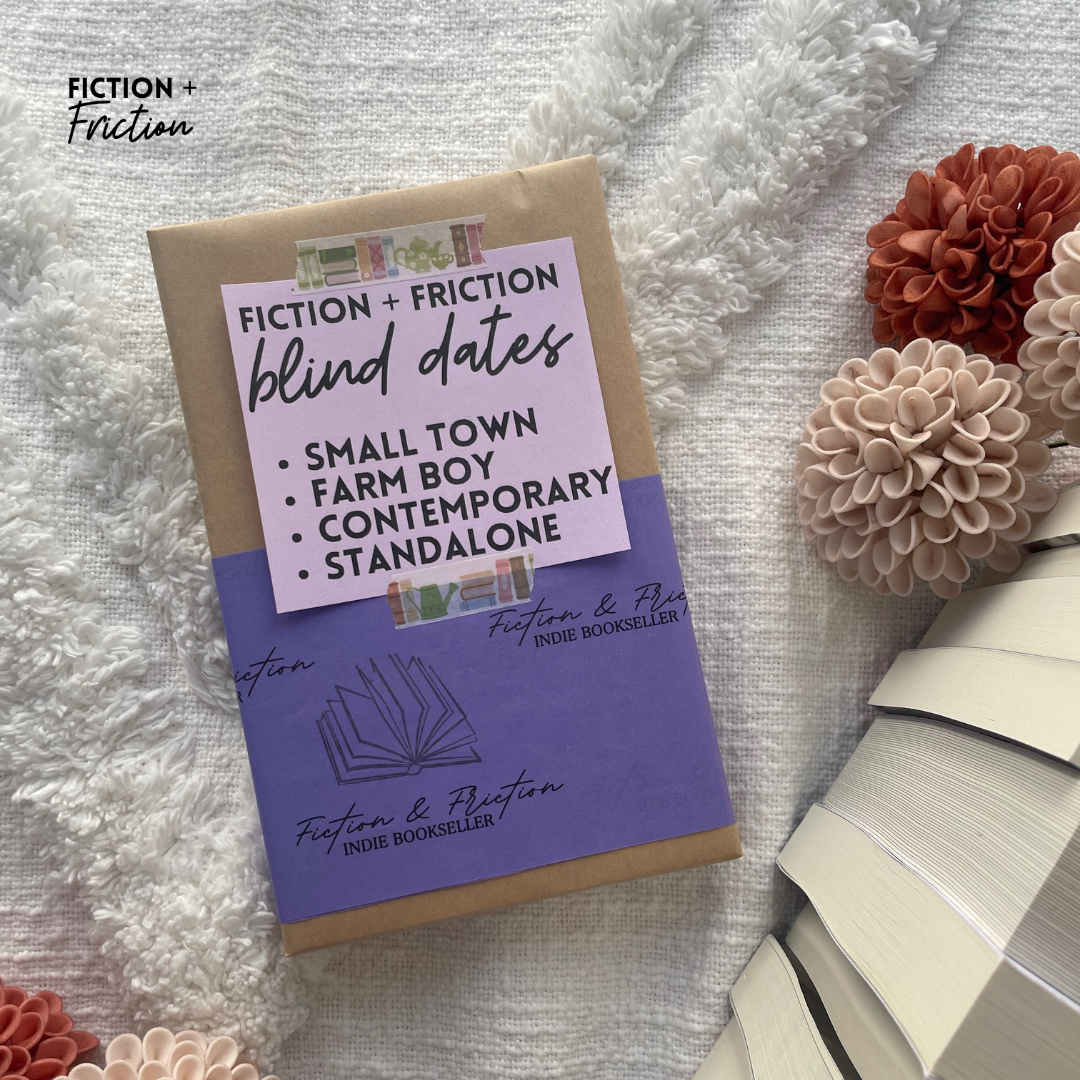 FICTION +
Friction
FICTION + FRICTION
blind dates
• SMALL TOWN
• FARM BOY
• CONTEMPORARY
• STANDALONE
Fiction & Fric
INDIE BOOKSELLER
iction
R
Fiction & Friction
INDIE BOOKSELLER